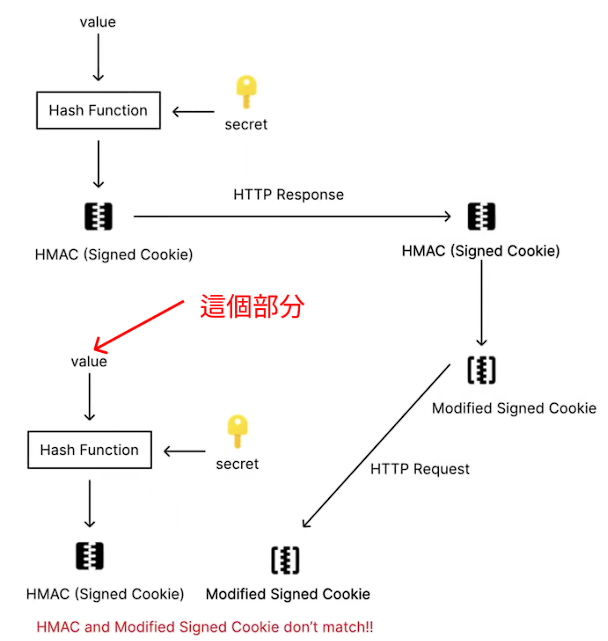 value
Hash Function
secret
HTTP Response
HMAC (Signed Cookie)
HMAC (Signed Cookie)
這個部分
value
Modified Signed Cookie
Hash Function
secret
HTTP Request
HMAC (Signed Cookie)
Modified Signed Cookie
HMAC and Modified Signed Cookie don't match!!